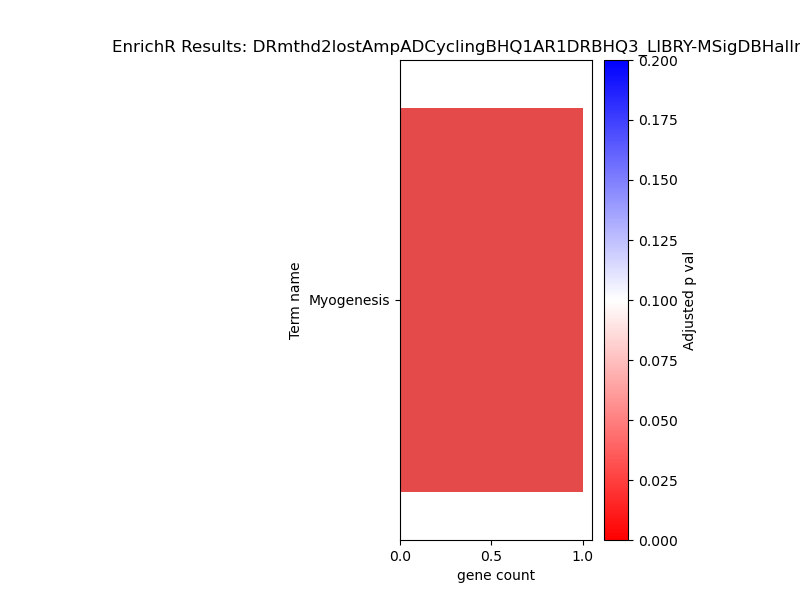 EnrichR Results: DRmthd2lostAmpADCyclingBHQ1AR1DRBHQ3_LIBRY-MSigDBHallm
Term name
Myogenesis
0.0
0.5
1.0
gene count
0.200
0.175
0.150
0.125
0.100
0.075
0.050
0.025
0.000
Adjusted p val